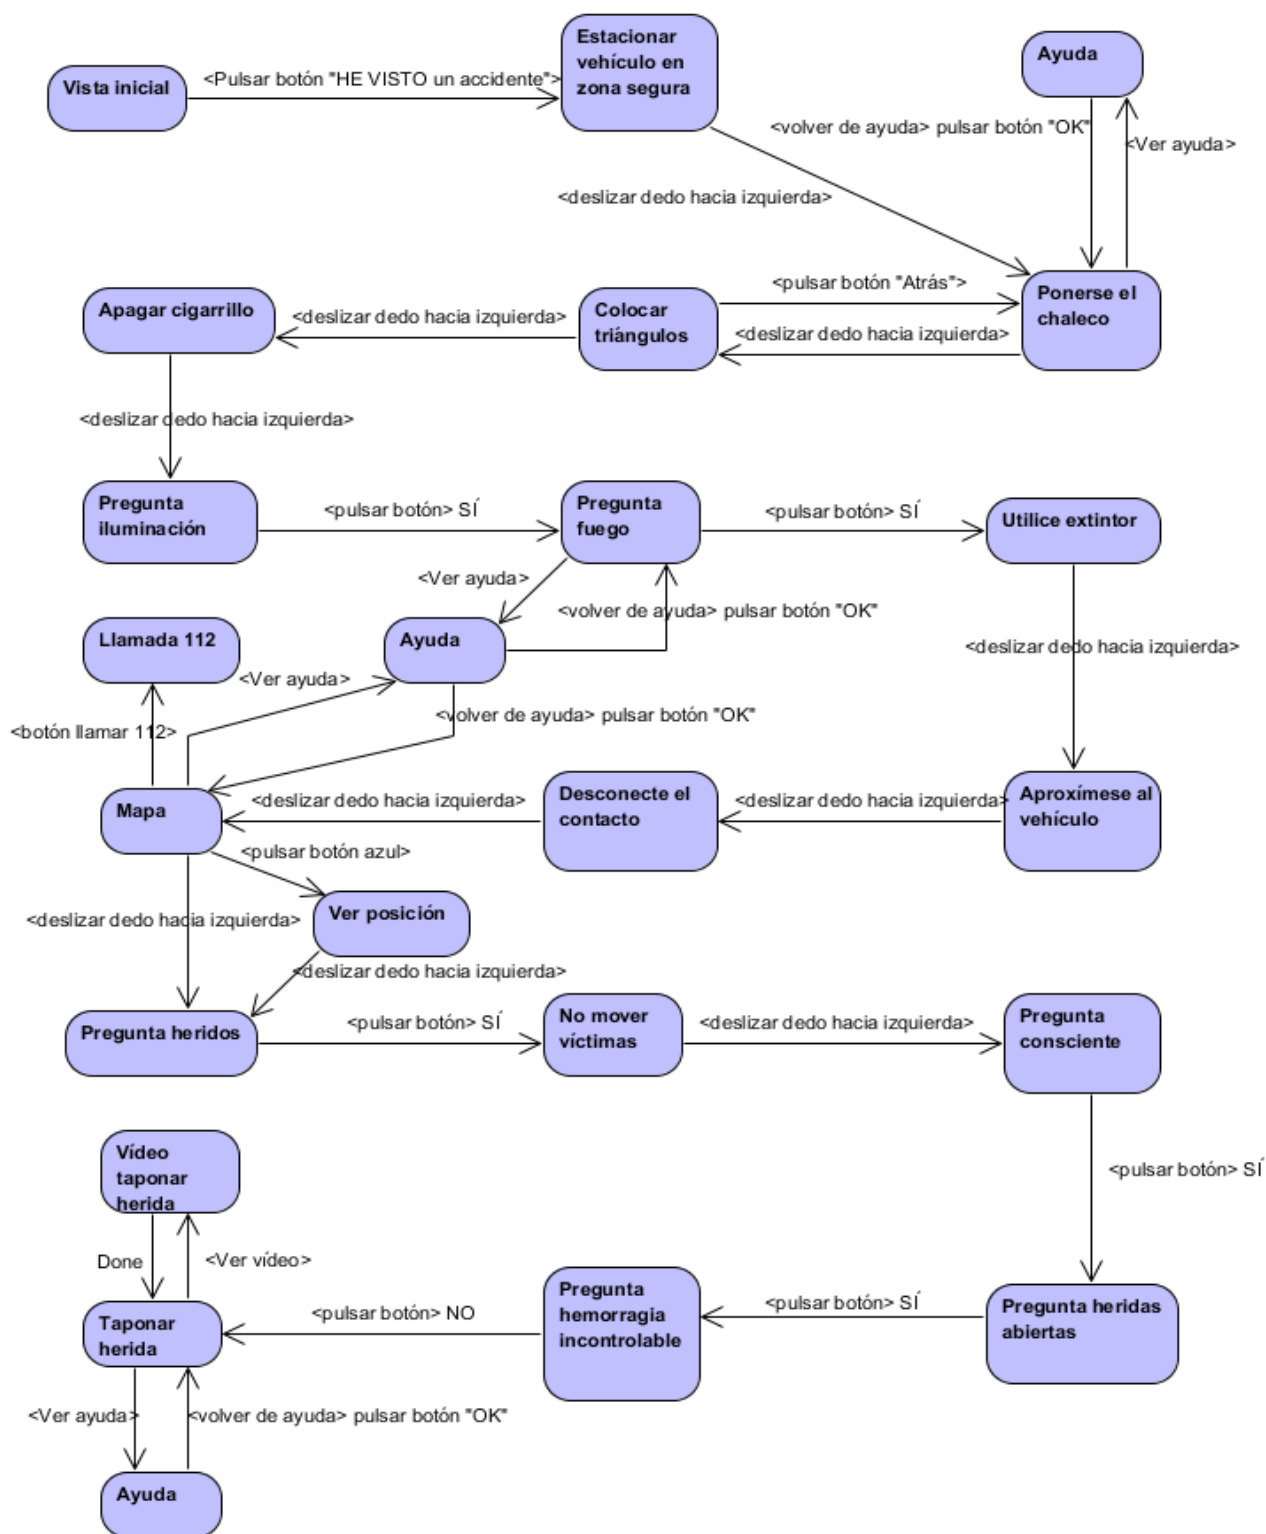 Estacionar
vehículo en
zona segura
Ayuda
Vista inicial
<Pulsar botón "HE VISTO un accidente">
<volver de ayuda> pulsar botón "OK"
<Ver ayuda>
<deslizar dedo hacia izquierda>
Apagar cigarrillo
<deslizar dedo hacia izquierda>
Colocar
triángulos
<pulsar botón "Atrás">
<deslizar dedo hacia izquierda>
Ponerse el
chaleco
<deslizar dedo hacia izquierda>
Pregunta
iluminación
<pulsar botón> SÍ
Pregunta
fuego
<pulsar botón> SÍ
Utilice extintor
<Ver ayuda>
<volver de ayuda> pulsar botón "OK"
Llamada 112
Ayuda
<deslizar dedo hacia izquierda>
<Ver ayuda>
<botón llamar 112>
<volver de ayuda> pulsar botón "OK"
Mapa
<deslizar dedo hacia izquierda>
Desconecte el
contacto
<deslizar dedo hacia izquierda>
Aproxímese al
vehículo
<pulsar botón azul>
<deslizar dedo hacia izquierda>
Ver posición
<deslizar dedo hacia izquierda>
Pregunta heridos
<pulsar botón> SÍ
No mover
víctimas
<deslizar dedo hacia izquierda>
Pregunta
consciente
Vídeo
taponar
herida
<pulsar botón> SÍ
Done
<Ver vídeo>
Taponar
herida
<pulsar botón> NO
Pregunta
hemorragia
incontrolable
<pulsar botón> SÍ
Pregunta heridas
abiertas
<Ver ayuda>
<volver de ayuda> pulsar botón "OK"
Ayuda